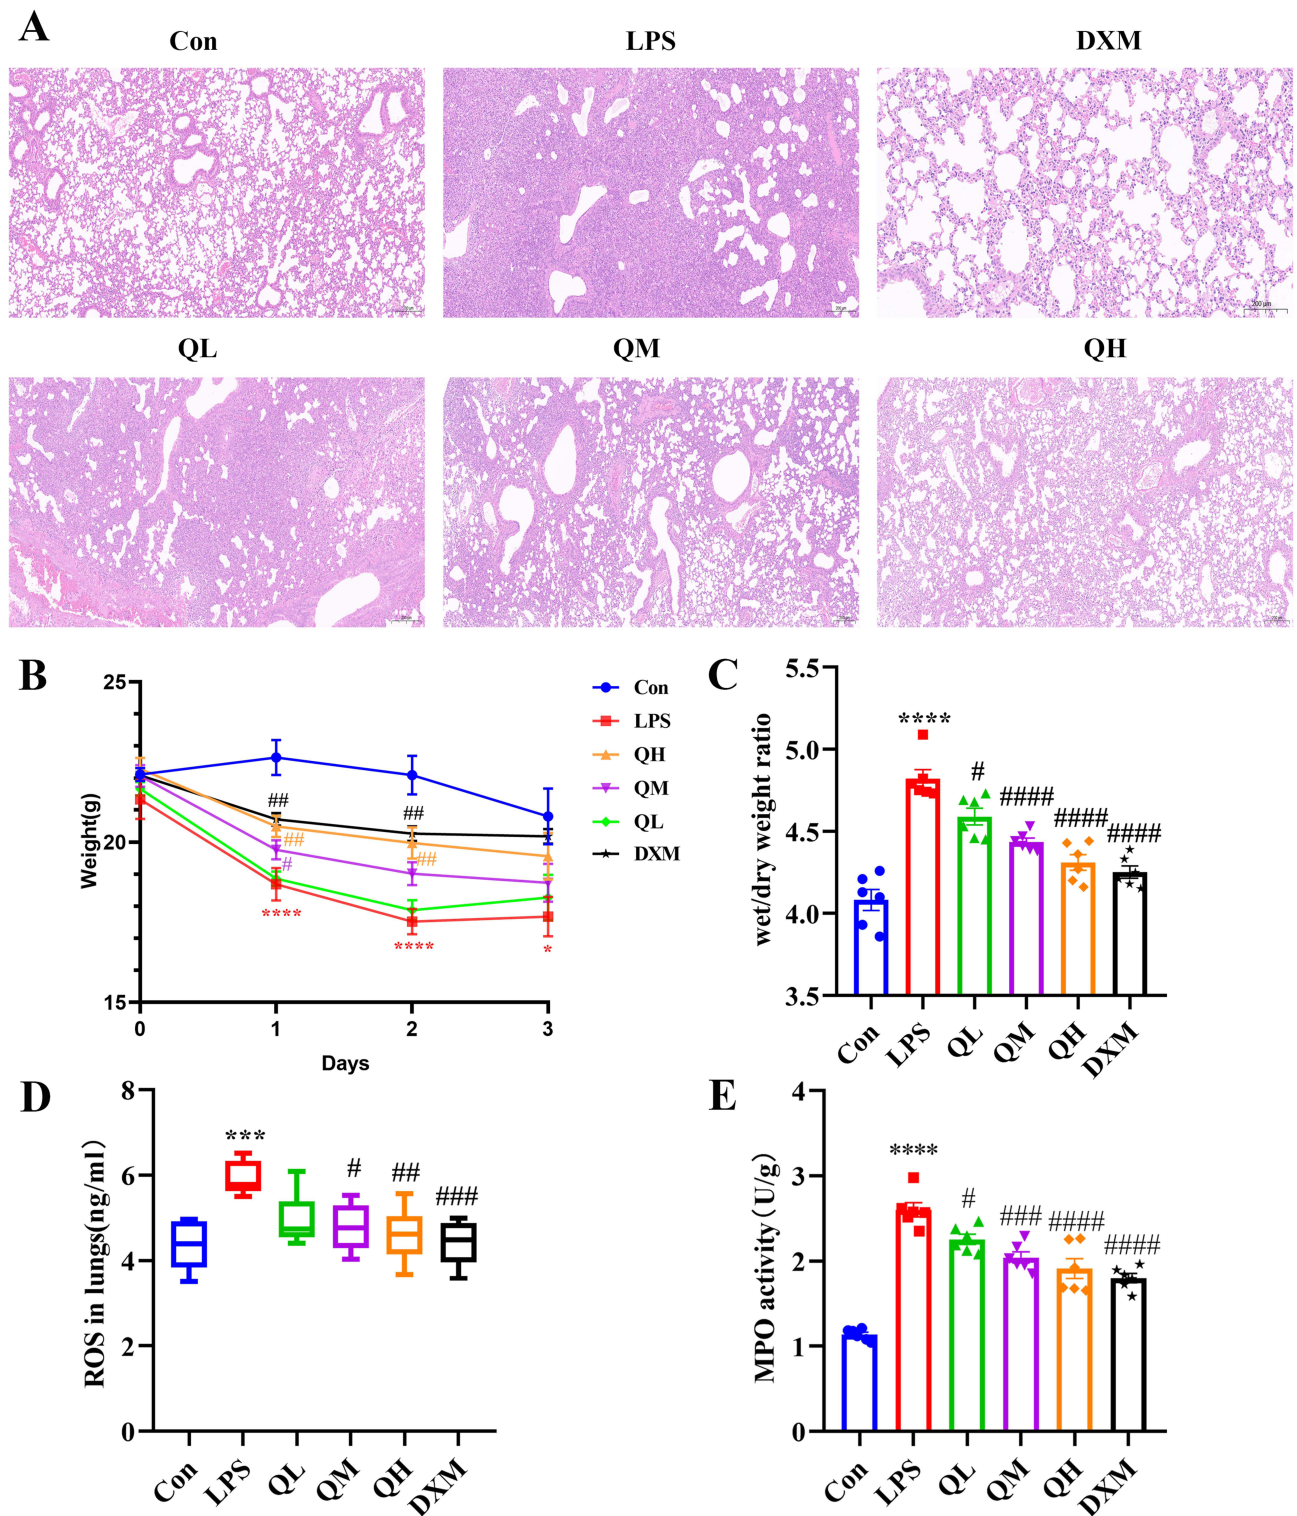 A
Con
LPS
DXM
200 μm
QL
QM
QH
B
25
20
15
Weight(g)
0
1
2
3
Days
##
##
#
****
##
##
****
*
Con
LPS
QH
QM
QL
DXM
C
5.5
5.0
4.5
4.0
3.5
wet/dry weight ratio
****
#
####
####
####
Con
LPS
QL
QM
QH
DXM
D
8
6
4
2
0
ROS in lungs(ng/ml)
***
#
##
###
Con
LPS
QL
QM
QH
DXM
E
4
3
2
1
0
MPO activity(U/g)
****
#
###
####
####
Con
LPS
QL
QM
QH
DXM